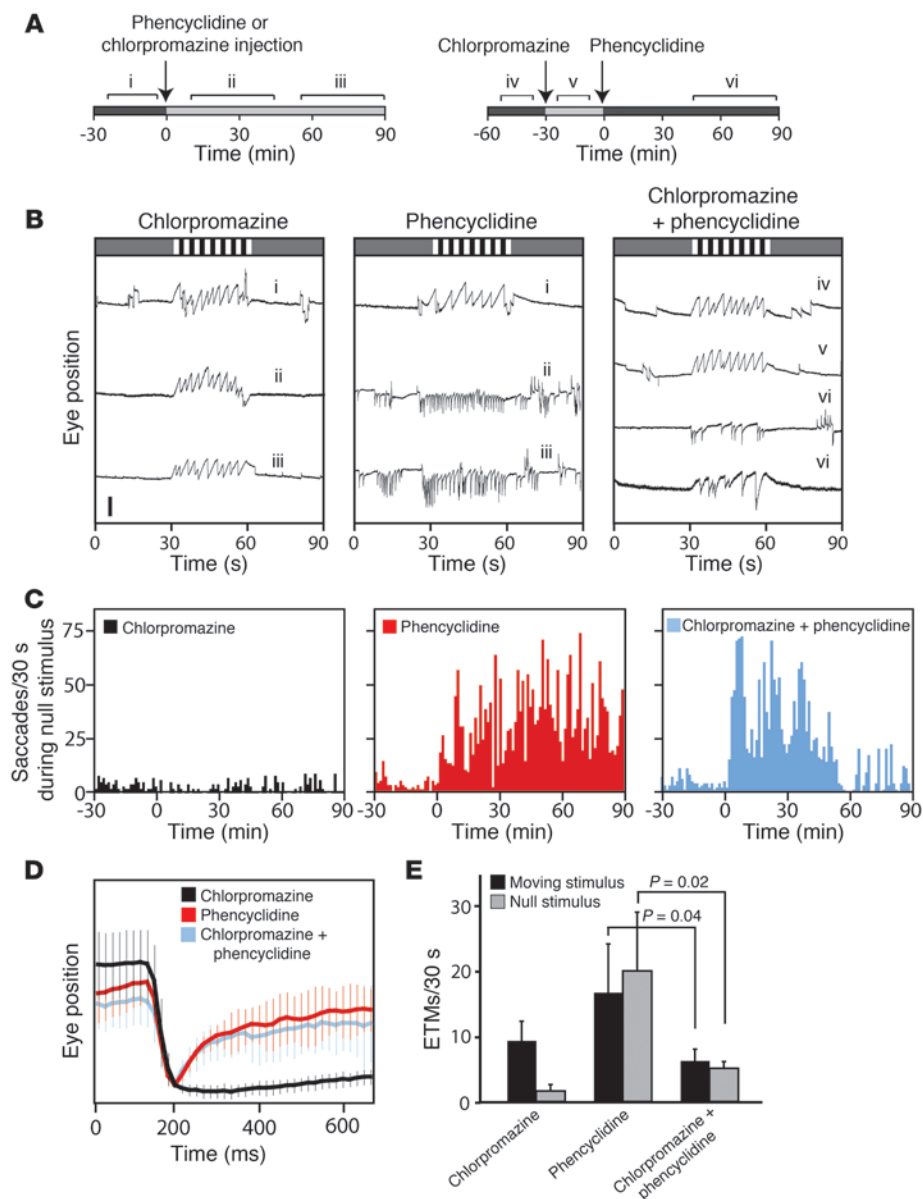 A
Phencyclidine or
chlorpromazine injection
i
ii
iii
-30 0 30 60 90
Time (min)
Chlorpromazine Phencyclidine
iv
v
vi
-60 -30 0 30 60 90
Time (min)
B
Chlorpromazine
Phencyclidine
Chlorpromazine
+ phencyclidine
Eye position
i
ii
iii
0 30 60 90
Time (s)
i
ii
iii
0 30 60 90
Time (s)
iv
v
vi
vi
0 30 60 90
Time (s)
C
Saccades/30 s
during null stimulus
75
50
25
0
Chlorpromazine
-30 0 30 60 90
Time (min)
Phencyclidine
-30 0 30 60 90
Time (min)
Chlorpromazine + phencyclidine
-30 0 30 60 90
Time (min)
D
Eye position
Chlorpromazine
Phencyclidine
Chlorpromazine +
phencyclidine
0 200 400 600
Time (ms)
E
ETMs/30 s
30
20
10
0
Moving stimulus
Null stimulus
P = 0.02
P = 0.04
Chlorpromazine
Phencyclidine
Chlorpromazine +
phencyclidine